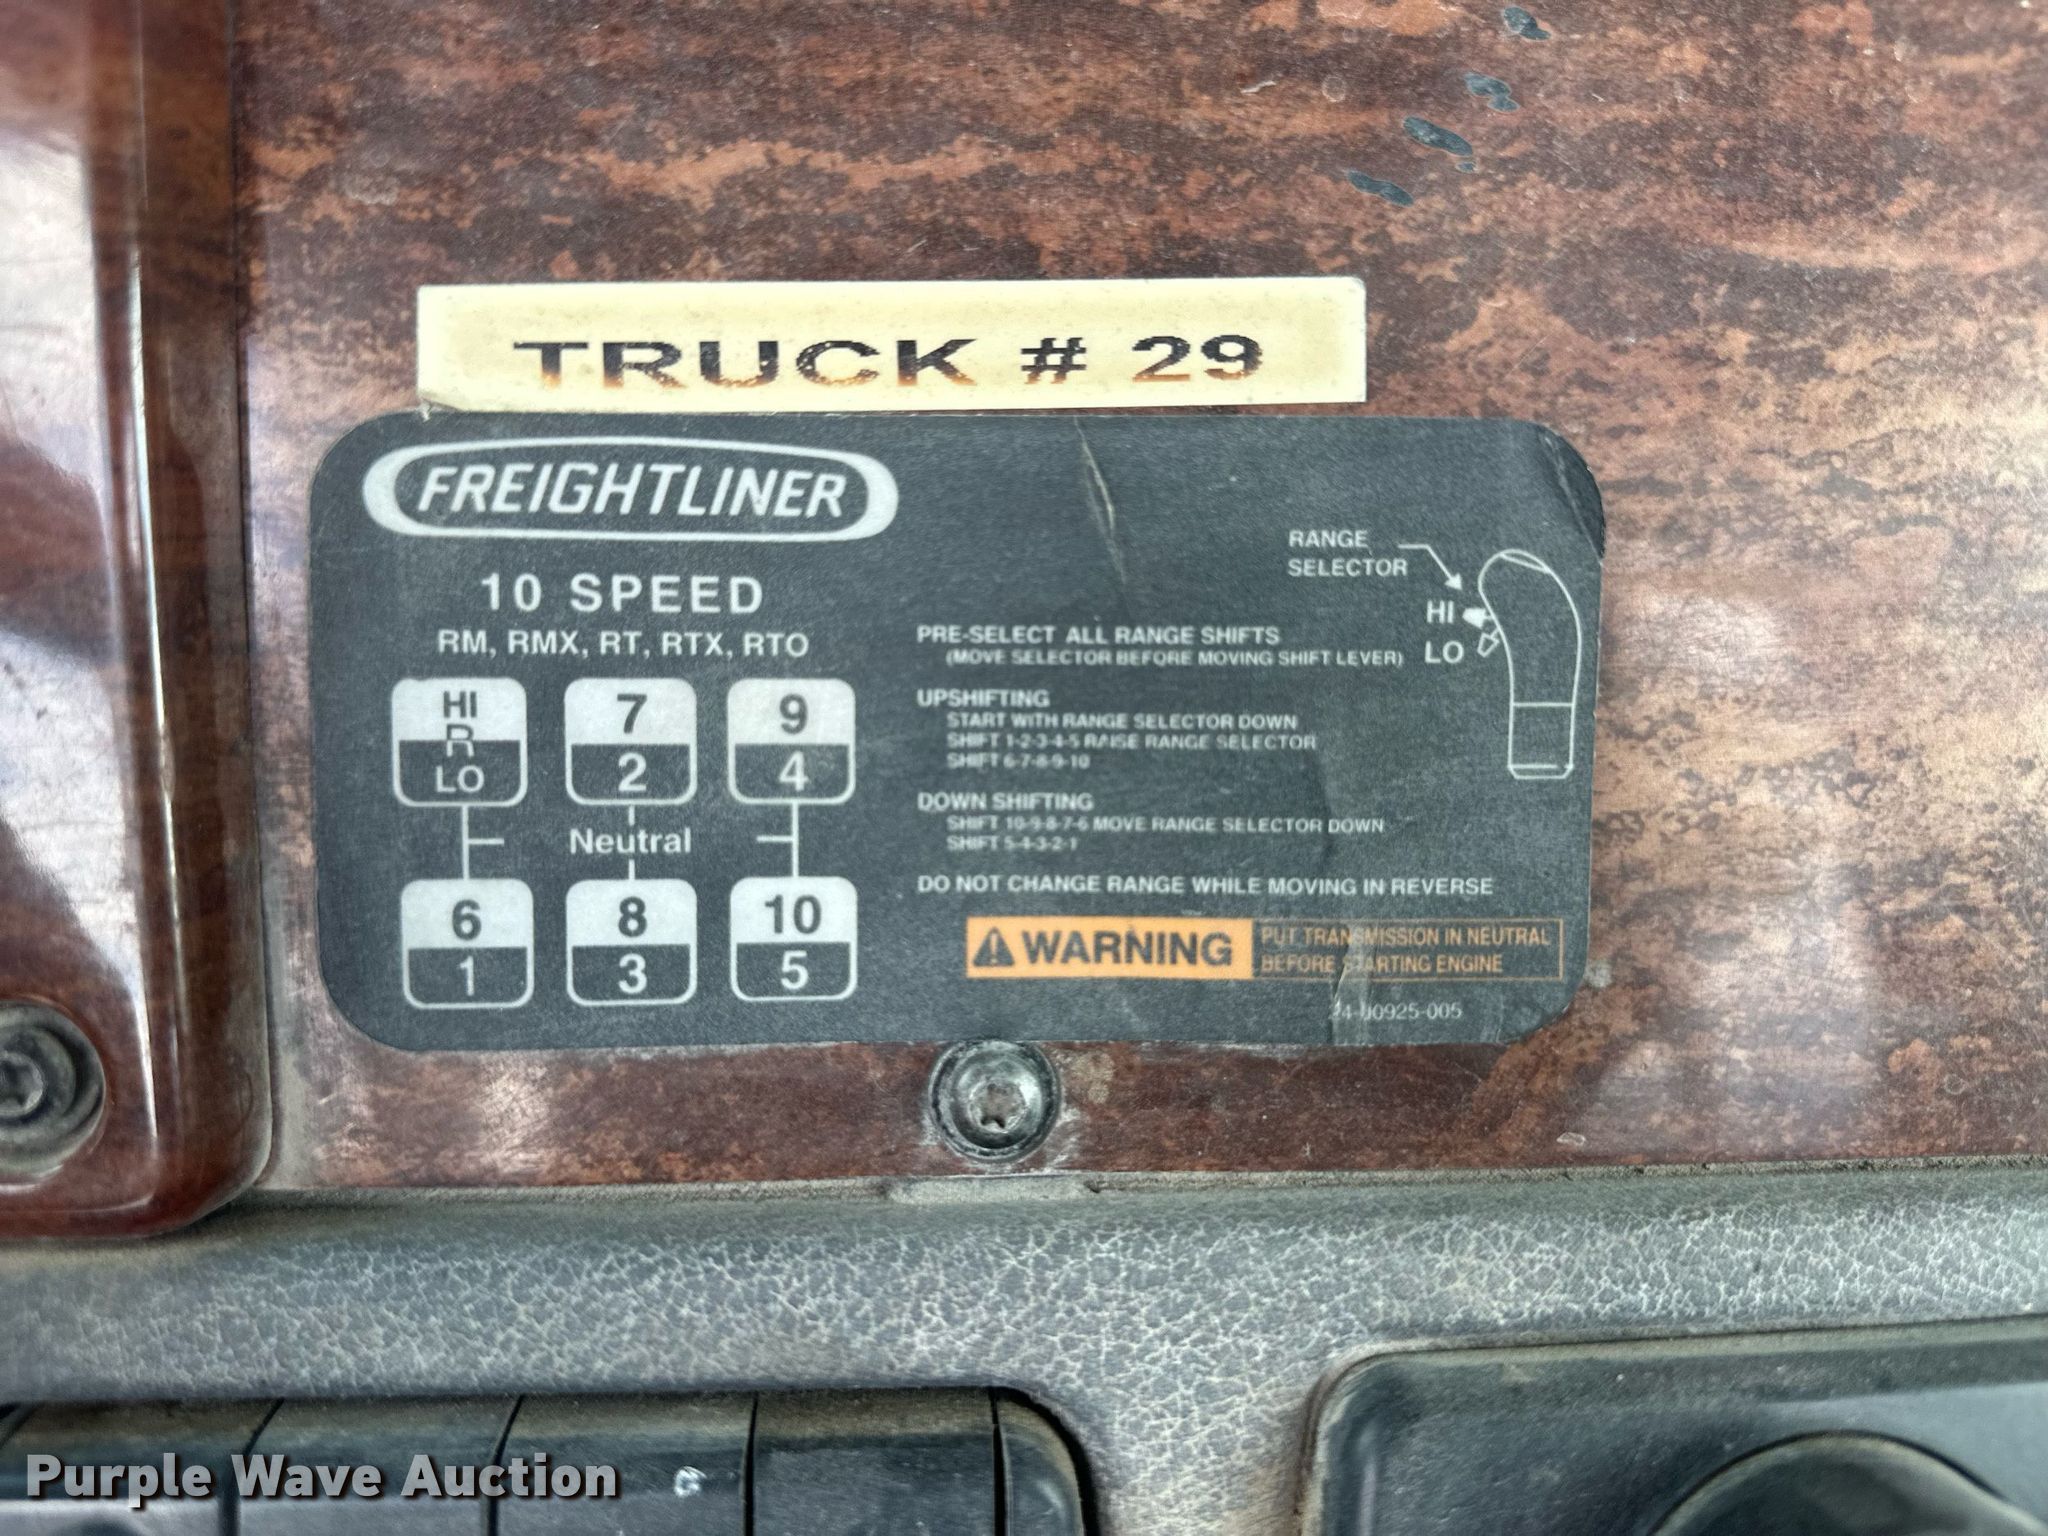 TRUCK # 29
FREIGHTLINER
10 SPEED
RM, RMX, RT, RTX, RTO
HI
R
LO
7
2
9
4
Neutral
6
1
8
3
10
5
RANGE
SELECTOR
HI
LO
PRE-SELECT ALL RANGE SHIFTS
(MOVE SELECTOR BEFORE MOVING SHIFT LEVER)
UPSHIFTING
START WITH RANGE SELECTOR DOWN
SHIFT 1-2-3-4-5 RAISE RANGE SELECTOR
SHIFT 6-7-8-9-10
DOWN SHIFTING
SHIFT 10-9-8-7-6 MOVE RANGE SELECTOR DOWN
SHIFT 5-4-3-2-1
DO NOT CHANGE RANGE WHILE MOVING IN REVERSE
WARNING
PUT TRANSMISSION IN NEUTRAL
BEFORE STARTING ENGINE
24-00925-005
Purple Wave Auction